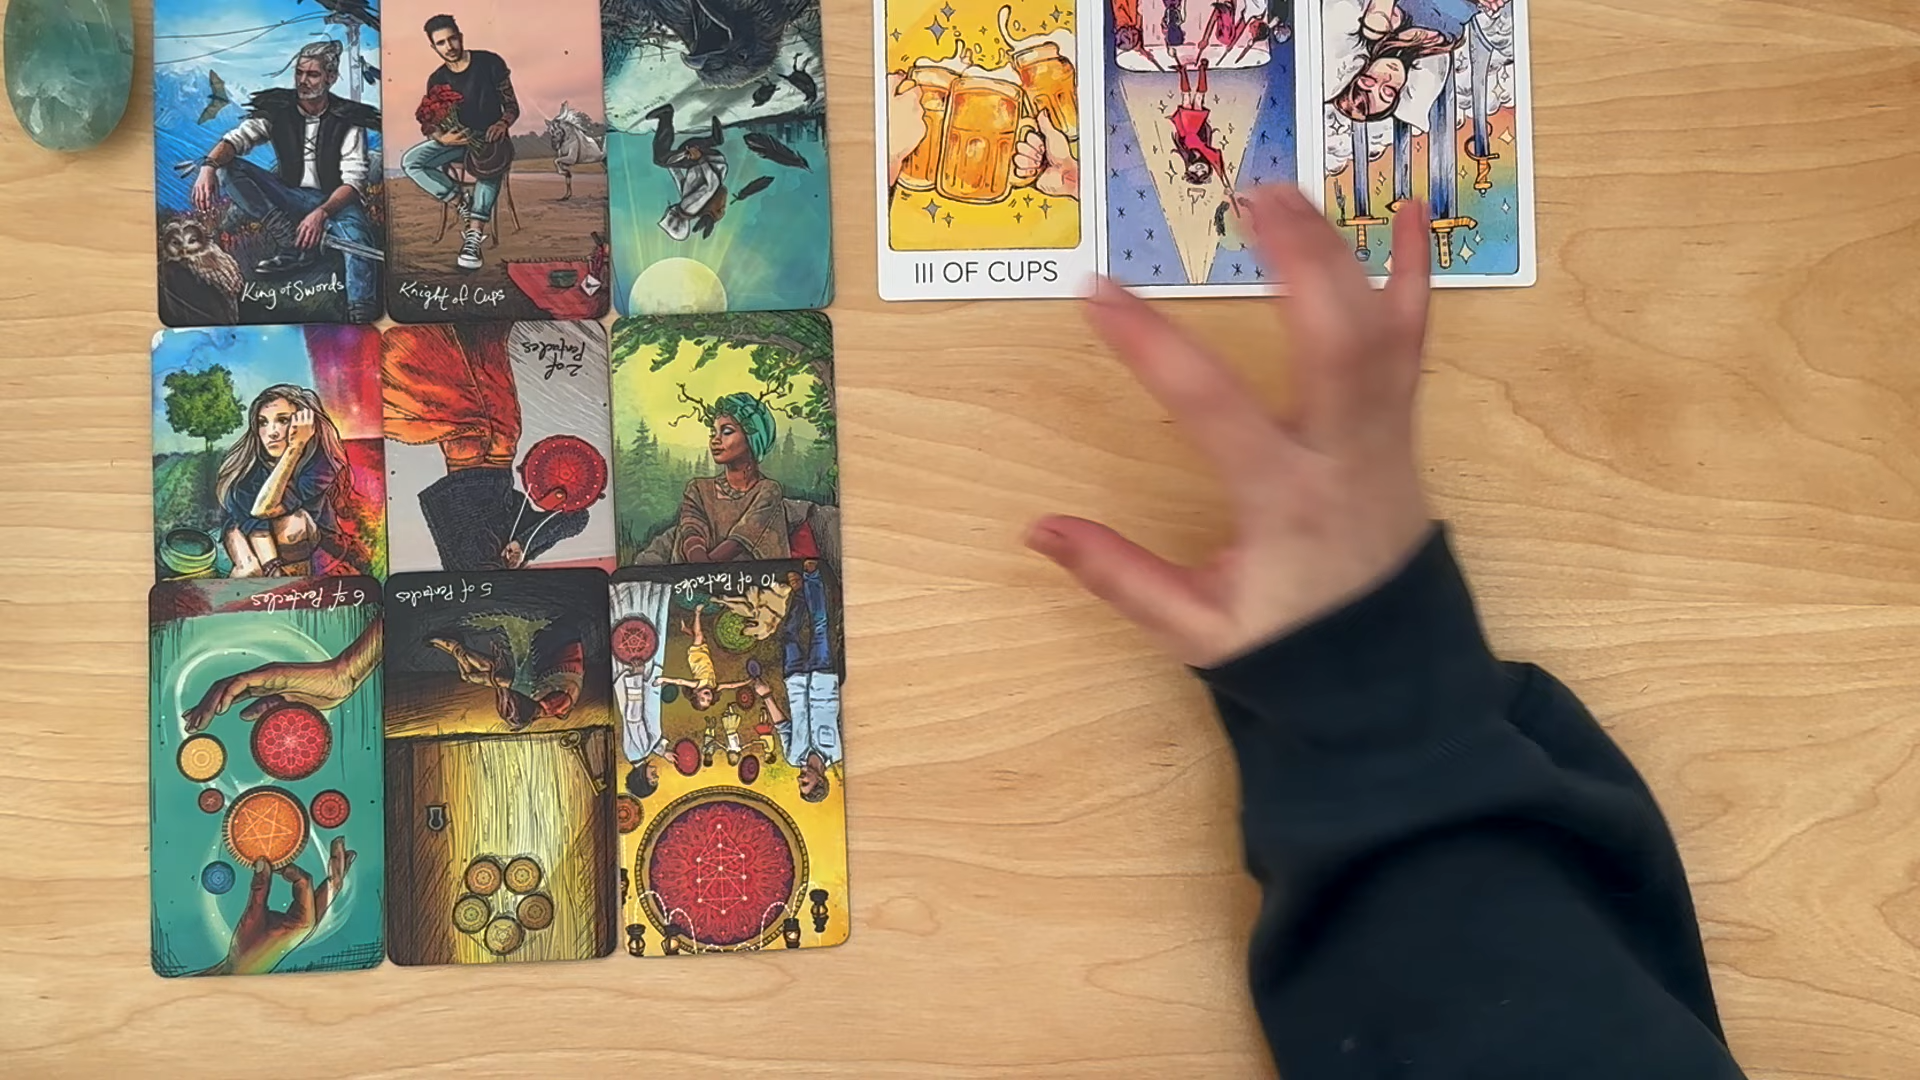 King of Swords
Knight of Cups
III OF CUPS
2 of
Pentacles
6 of Pentacles
5 of Pentacles
10 of Pentacles